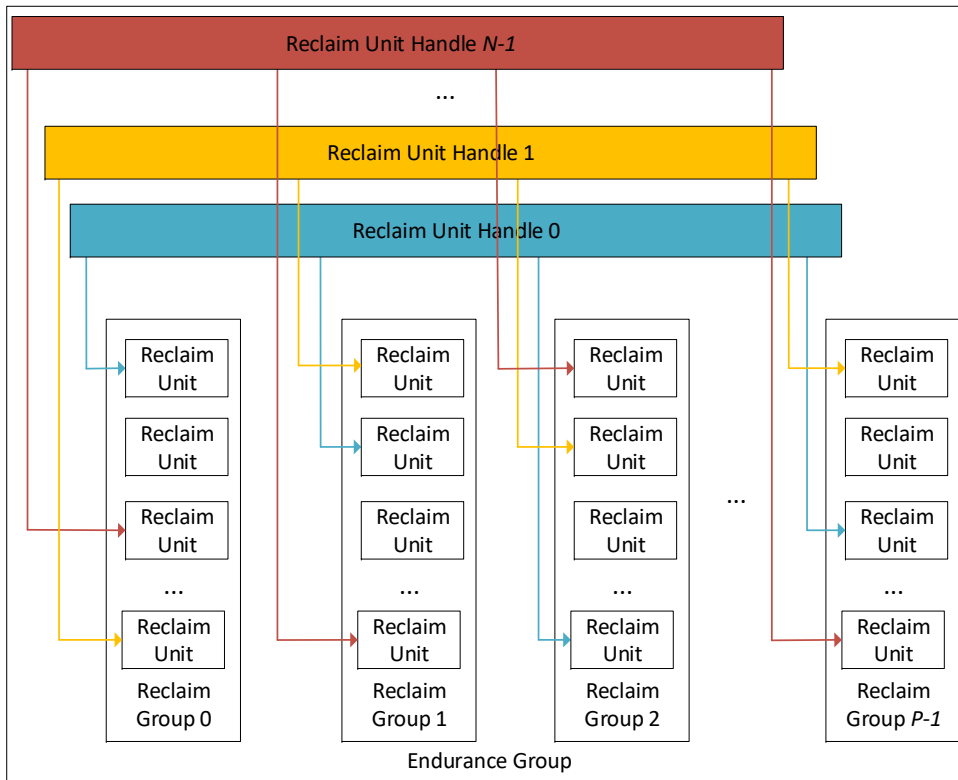 Reclaim Unit Handle N-1
...
Reclaim Unit Handle 1
Reclaim Unit Handle 0
Reclaim
Unit
Reclaim
Unit
Reclaim
Unit
...
Reclaim
Unit
Reclaim
Group 0
Reclaim
Unit
Reclaim
Unit
Reclaim
Unit
...
Reclaim
Unit
Reclaim
Group 1
Reclaim
Unit
Reclaim
Unit
Reclaim
Unit
...
Reclaim
Unit
Reclaim
Group 2
...
Reclaim
Unit
Reclaim
Unit
Reclaim
Unit
...
Reclaim
Unit
Reclaim
Group P-1
Endurance Group